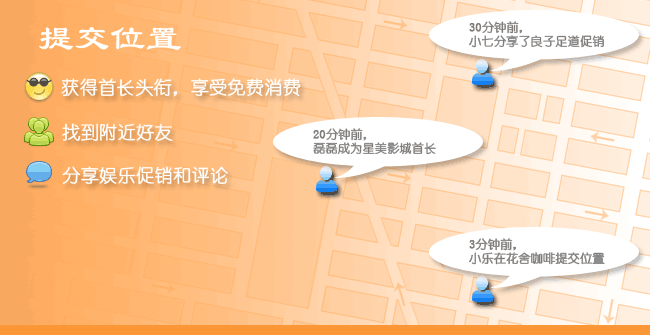 提交位置
获得首长头衔，享受免费消费
找到附近好友
分享娱乐促销和评论
30分钟前，
小七分享了良子足道促销
20分钟前，
磊磊成为星美影城首长
3分钟前，
小乐在花舍咖啡提交位置